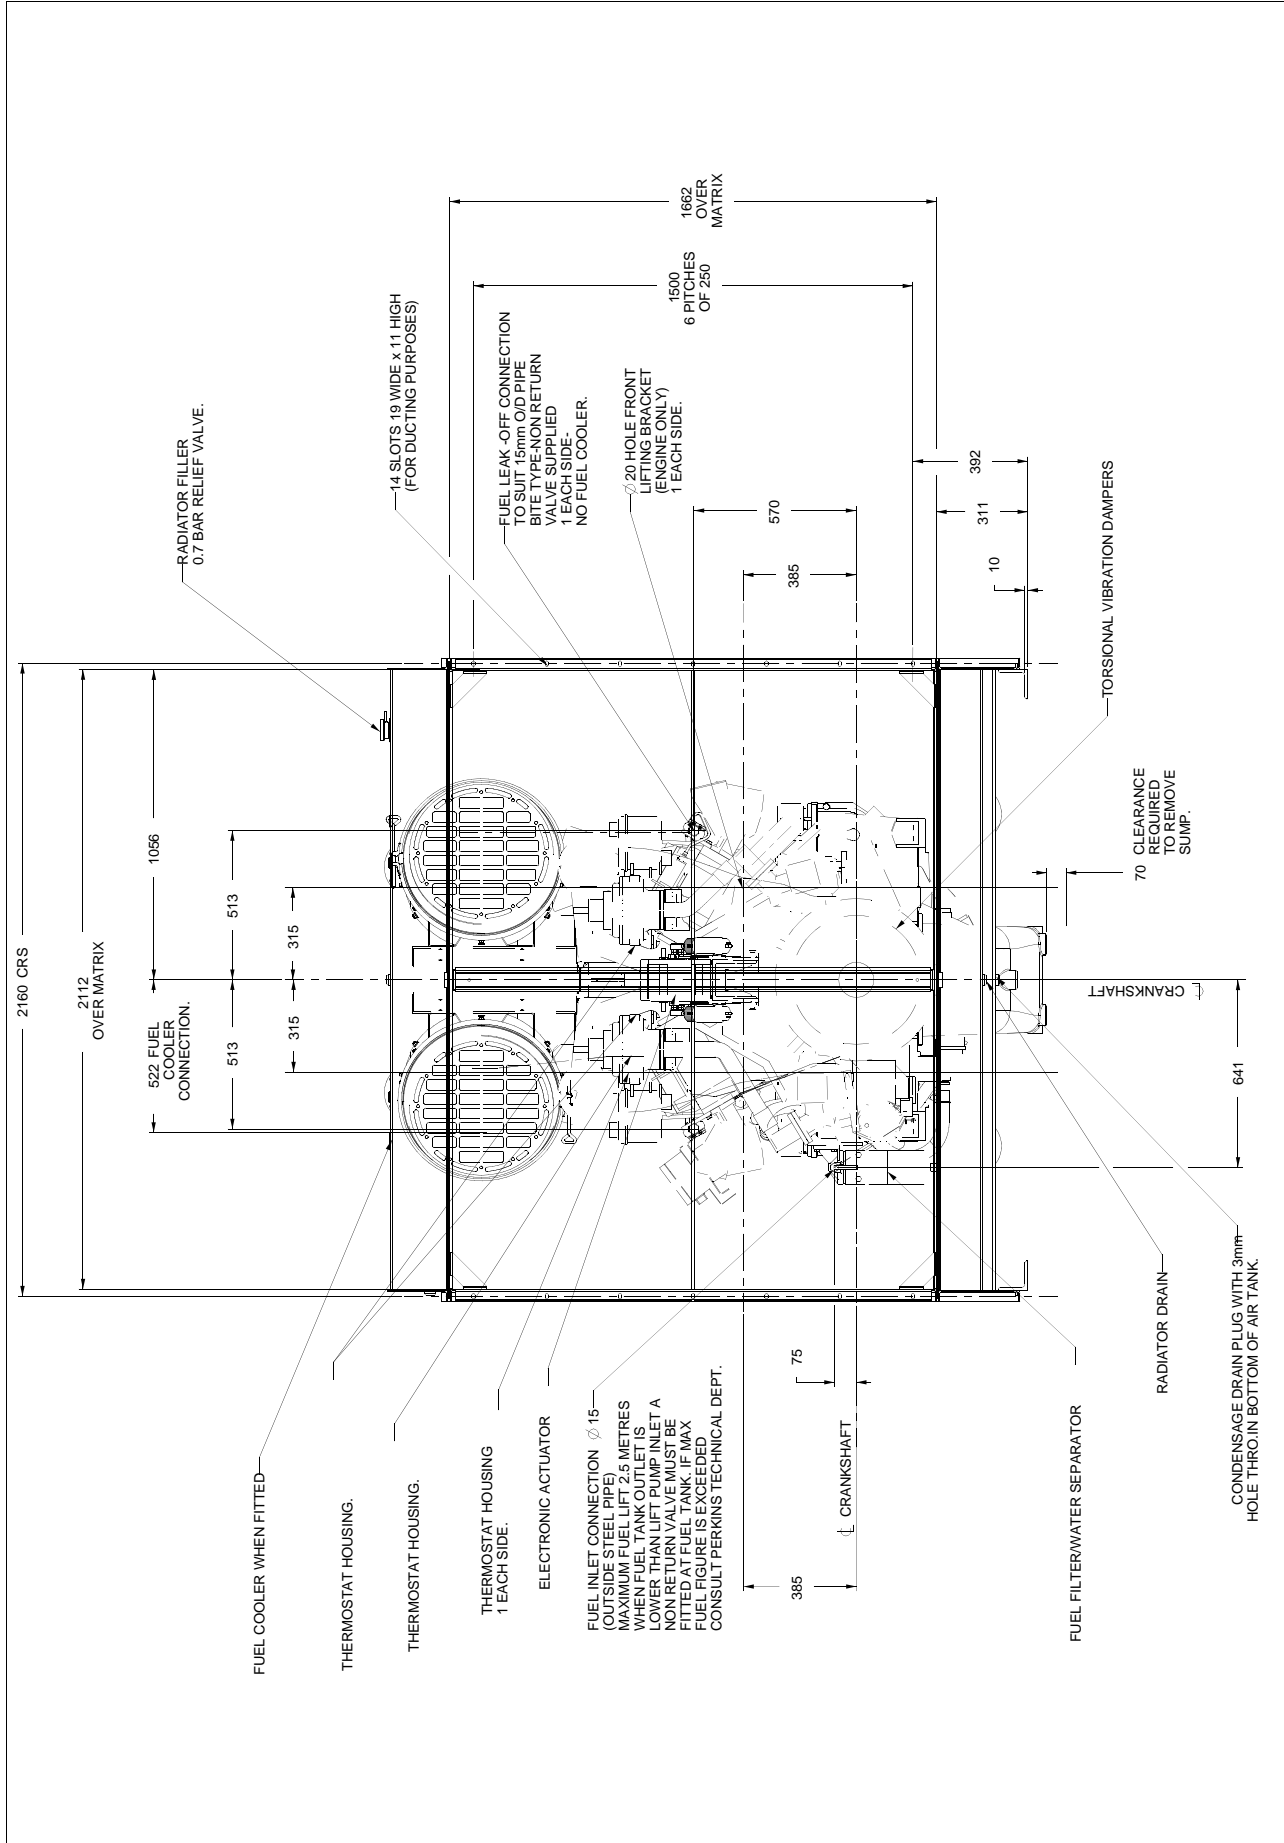 2160 CRS
2112
OVER MATRIX
1056
522 FUEL
COOLER
CONNECTION.
513
513
315
315
RADIATOR FILLER
0.7 BAR RELIEF VALVE.
14 SLOTS 19 WIDE x 11 HIGH
(FOR DUCTING PURPOSES)
FUEL LEAK -OFF CONNECTION
TO SUIT 15mm O/D PIPE
BITE TYPE-NON RETURN
VALVE SUPPLIED
1 EACH SIDE-
NO FUEL COOLER.
∅ 20 HOLE FRONT
LIFTING BRACKET
(ENGINE ONLY)
1 EACH SIDE.
1662
OVER
MATRIX
1500
6 PITCHES
OF 250
570
385
392
311
10
TORSIONAL VIBRATION DAMPERS
70 CLEARANCE
REQUIRED
TO REMOVE
SUMP.
℄ CRANKSHAFT
641
FUEL COOLER WHEN FITTED
THERMOSTAT HOUSING.
THERMOSTAT HOUSING.
THERMOSTAT HOUSING
1 EACH SIDE.
ELECTRONIC ACTUATOR
FUEL INLET CONNECTION ∅ 15
(OUTSIDE STEEL PIPE)
MAXIMUM FUEL LIFT 2.5 METRES
WHEN FUEL TANK OUTLET IS
LOWER THAN LIFT PUMP INLET A
NON RETURN VALVE MUST BE
FITTED AT FUEL TANK. IF MAX
FUEL FIGURE IS EXCEEDED
CONSULT PERKINS TECHNICAL DEPT.
75
℄ CRANKSHAFT
385
FUEL FILTER/WATER SEPARATOR
RADIATOR DRAIN
CONDENSAGE DRAIN PLUG WITH 3mm
HOLE THRO.IN BOTTOM OF AIR TANK.